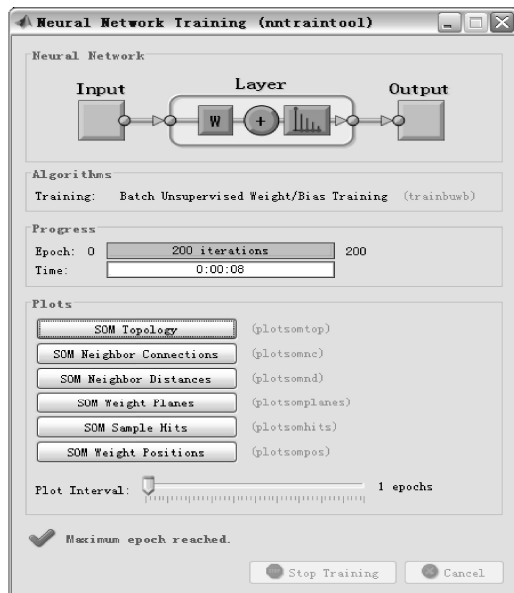 Neural Network Training (nntraintool)
Neural Network
Input
Layer
Output
W
+
Algorithms
Training: Batch Unsupervised Weight/Bias Training (trainbuwb)
Progress
Epoch: 0 200 iterations 200
Time: 0:00:08
Plots
SOM Topology (plotsomtop)
SOM Neighbor Connections (plotsomnc)
SOM Neighbor Distances (plotsomnd)
SOM Weight Planes (plotsomplanes)
SOM Sample Hits (plotsomhits)
SOM Weight Positions (plotsompos)
Plot Interval: 1 epochs
Maximum epoch reached.
Stop Training Cancel